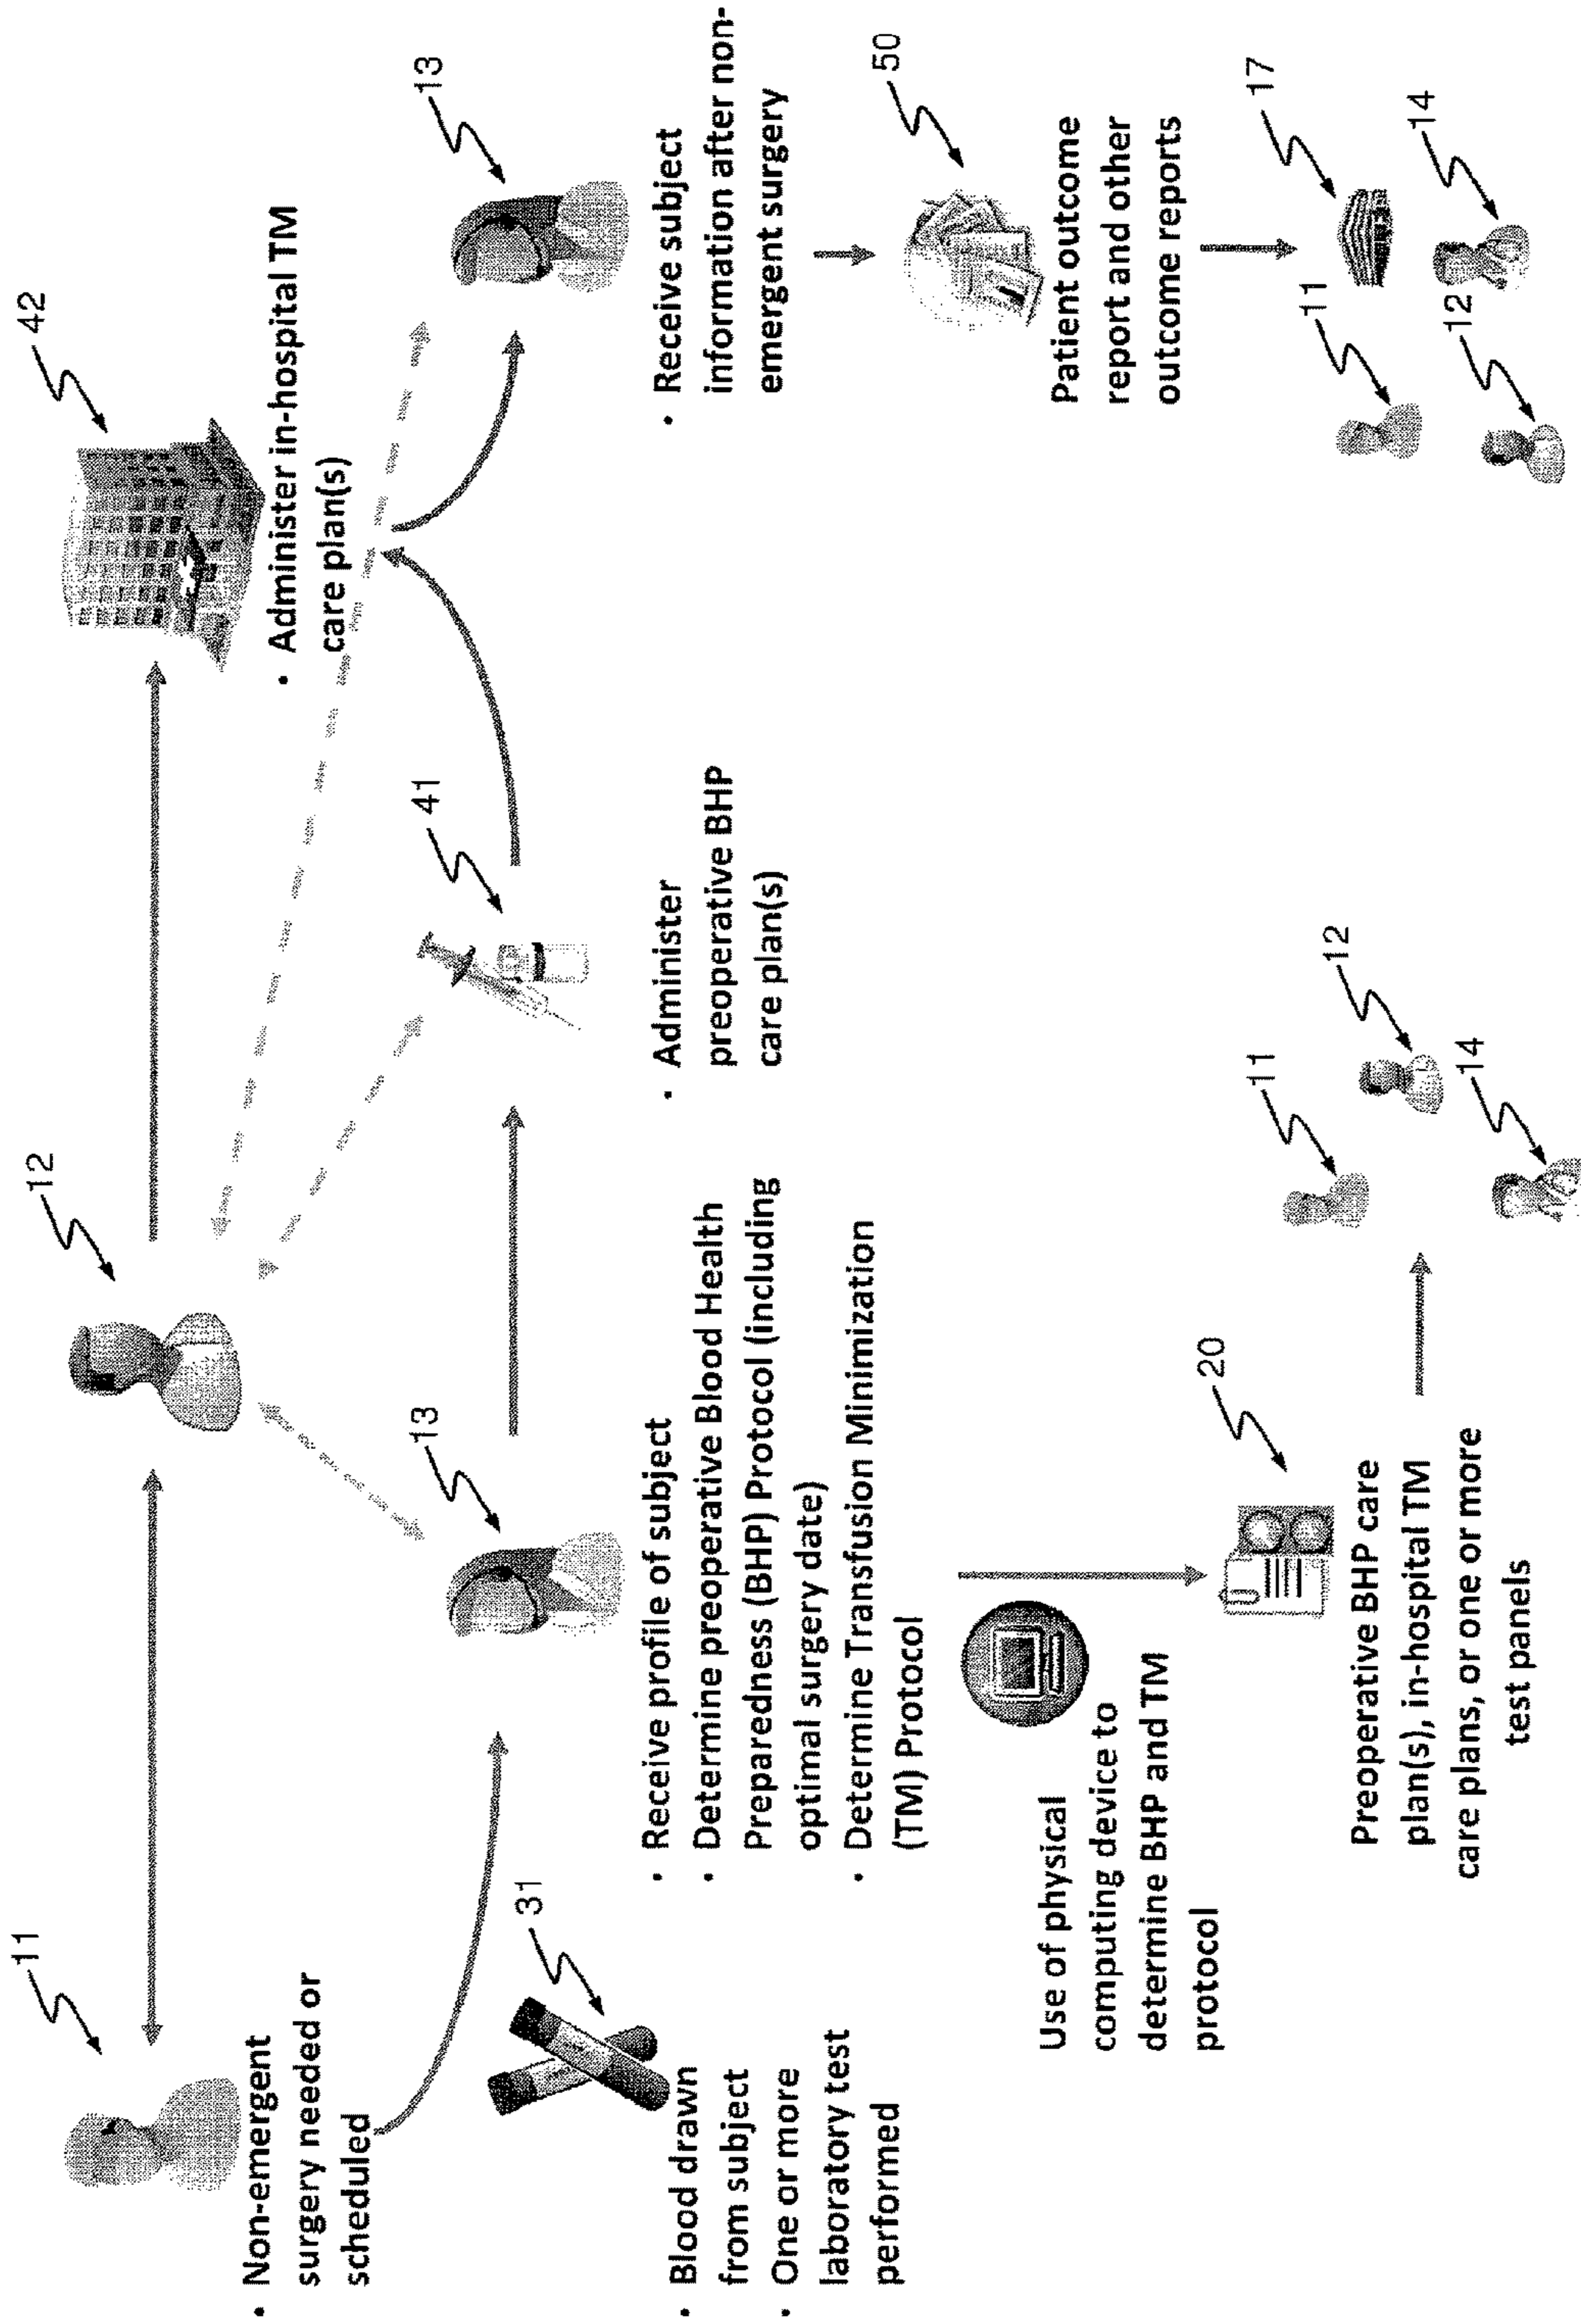 11
12
42
• Non-emergent
surgery needed or
scheduled
• Administer in-hospital TM
care plan(s)
31
• Blood drawn
from subject
• One or more
laboratory test
performed
13
• Receive profile of subject
• Determine preoperative Blood Health
Preparedness (BHP) Protocol (including
optimal surgery date)
• Determine Transfusion Minimization
(TM) Protocol
41
• Administer
preoperative BHP
care plan(s)
13
• Receive subject
information after non-
emergent surgery
Use of physical
computing device to
determine BHP and TM
protocol
20
Preoperative BHP care
plan(s), in-hospital TM
care plans, or one or more
test panels
11
12
14
50
Patient outcome
report and other
outcome reports
11
17
12
14